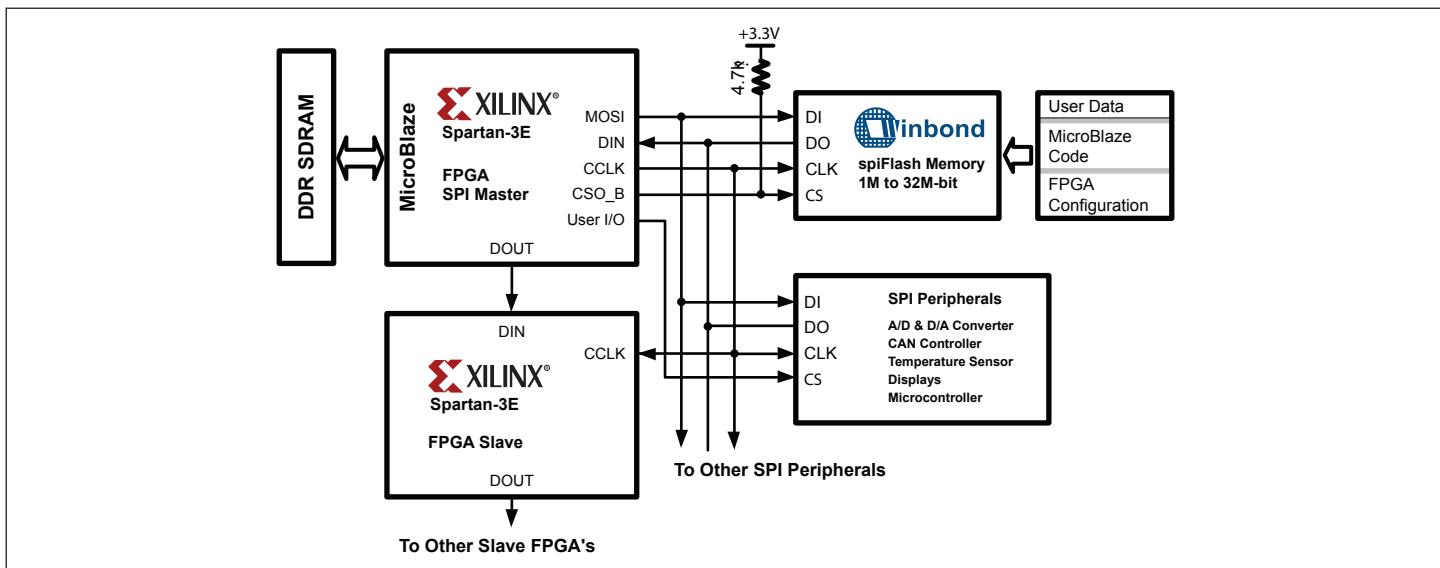 +3.3V
4.7k
DDR SDRAM
MicroBlaze
XILINX®
Spartan-3E
FPGA
SPI Master
MOSI
DIN
CCLK
CSO_B
User I/O
DOUT
DI
DO
CLK
CS
winbond
spiFlash Memory
1M to 32M-bit
User Data
MicroBlaze
Code
FPGA
Configuration
DIN
CCLK
XILINX®
Spartan-3E
FPGA Slave
DOUT
DI
DO
CLK
CS
SPI Peripherals
A/D & D/A Converter
CAN Controller
Temperature Sensor
Displays
Microcontroller
To Other SPI Peripherals
To Other Slave FPGA's